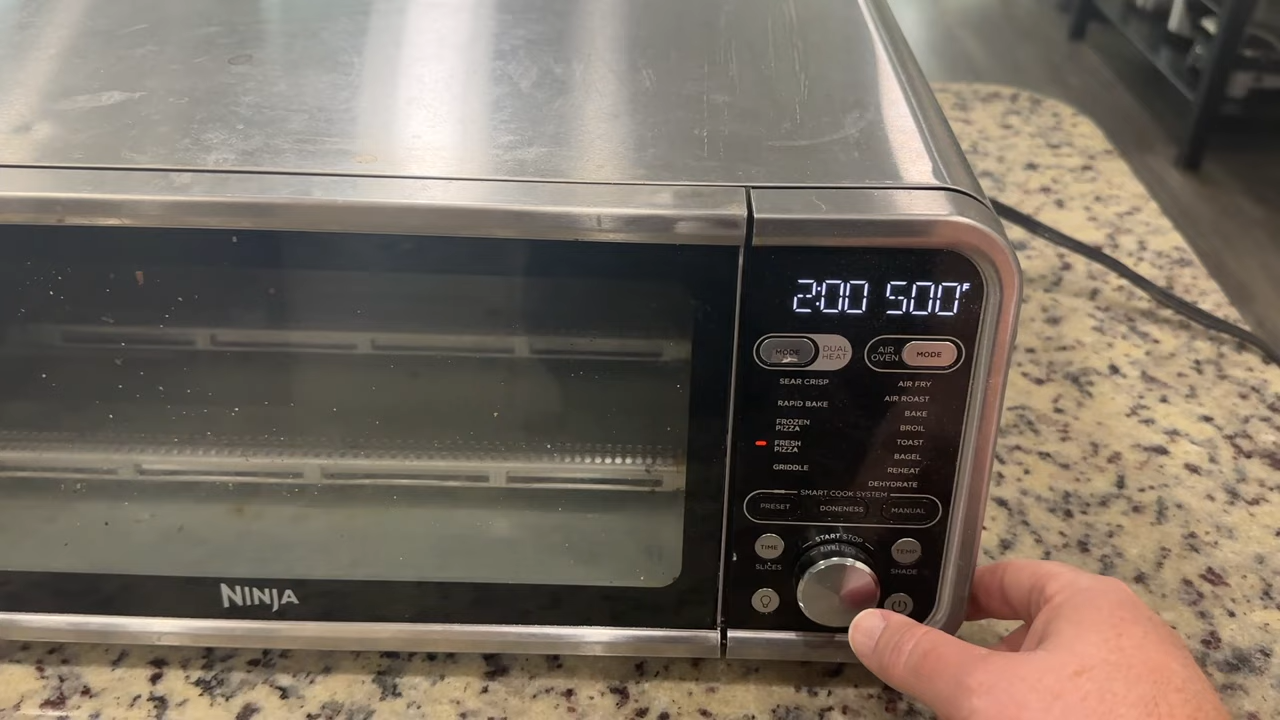 2:00 500°F
MODE DUAL HEAT AIR OVEN MODE
SEAR CRISP
RAPID BAKE
FROZEN PIZZA
FRESH PIZZA
GRIDDLE
AIR FRY
AIR ROAST
BAKE
BROIL
TOAST
BAGEL
REHEAT
DEHYDRATE
SMART COOK SYSTEM
PRESET DONENESS MANUAL
START STOP
TIME TEMP
SLICES SHADE
NINJA